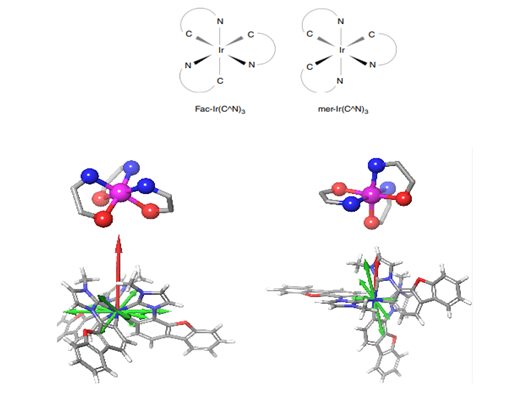 N N
C C C C
Ir Ir
N N C N
C N
Fac-Ir(C^N)3 mer-Ir(C^N)3